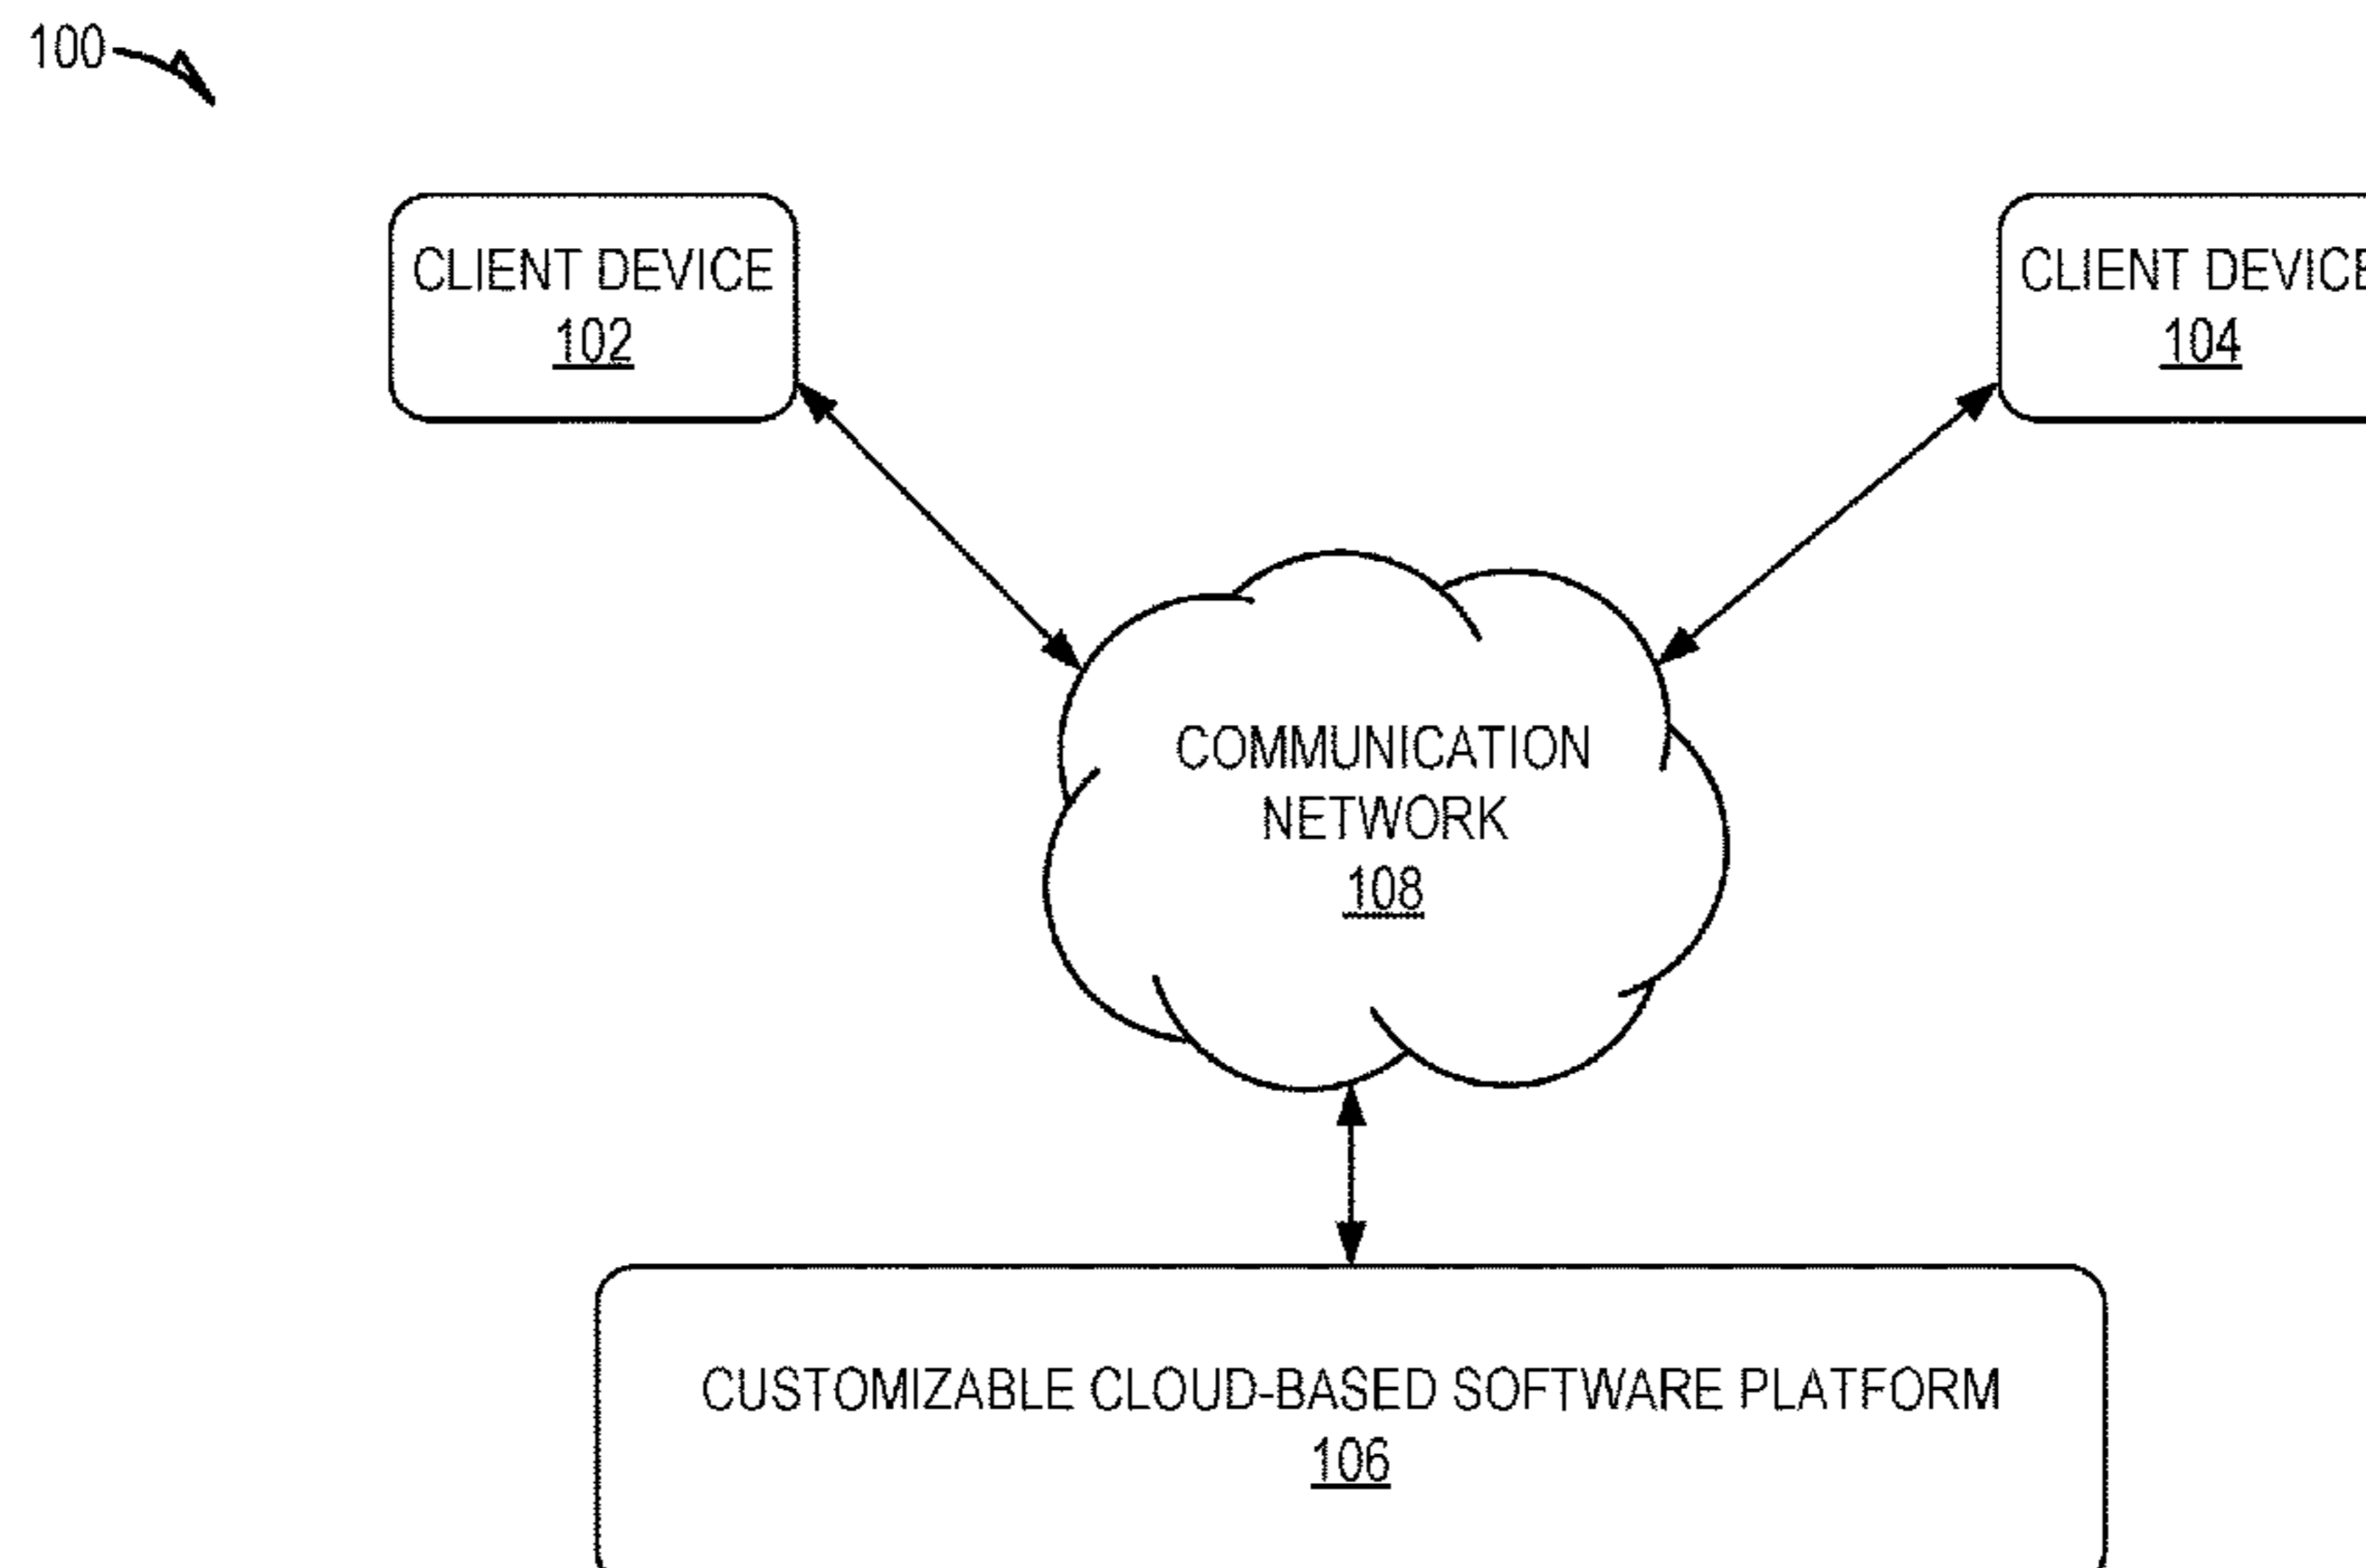 100
CLIENT DEVICE
102
CLIENT DEVICE
104
COMMUNICATION
NETWORK
108
CUSTOMIZABLE CLOUD-BASED SOFTWARE PLATFORM
106